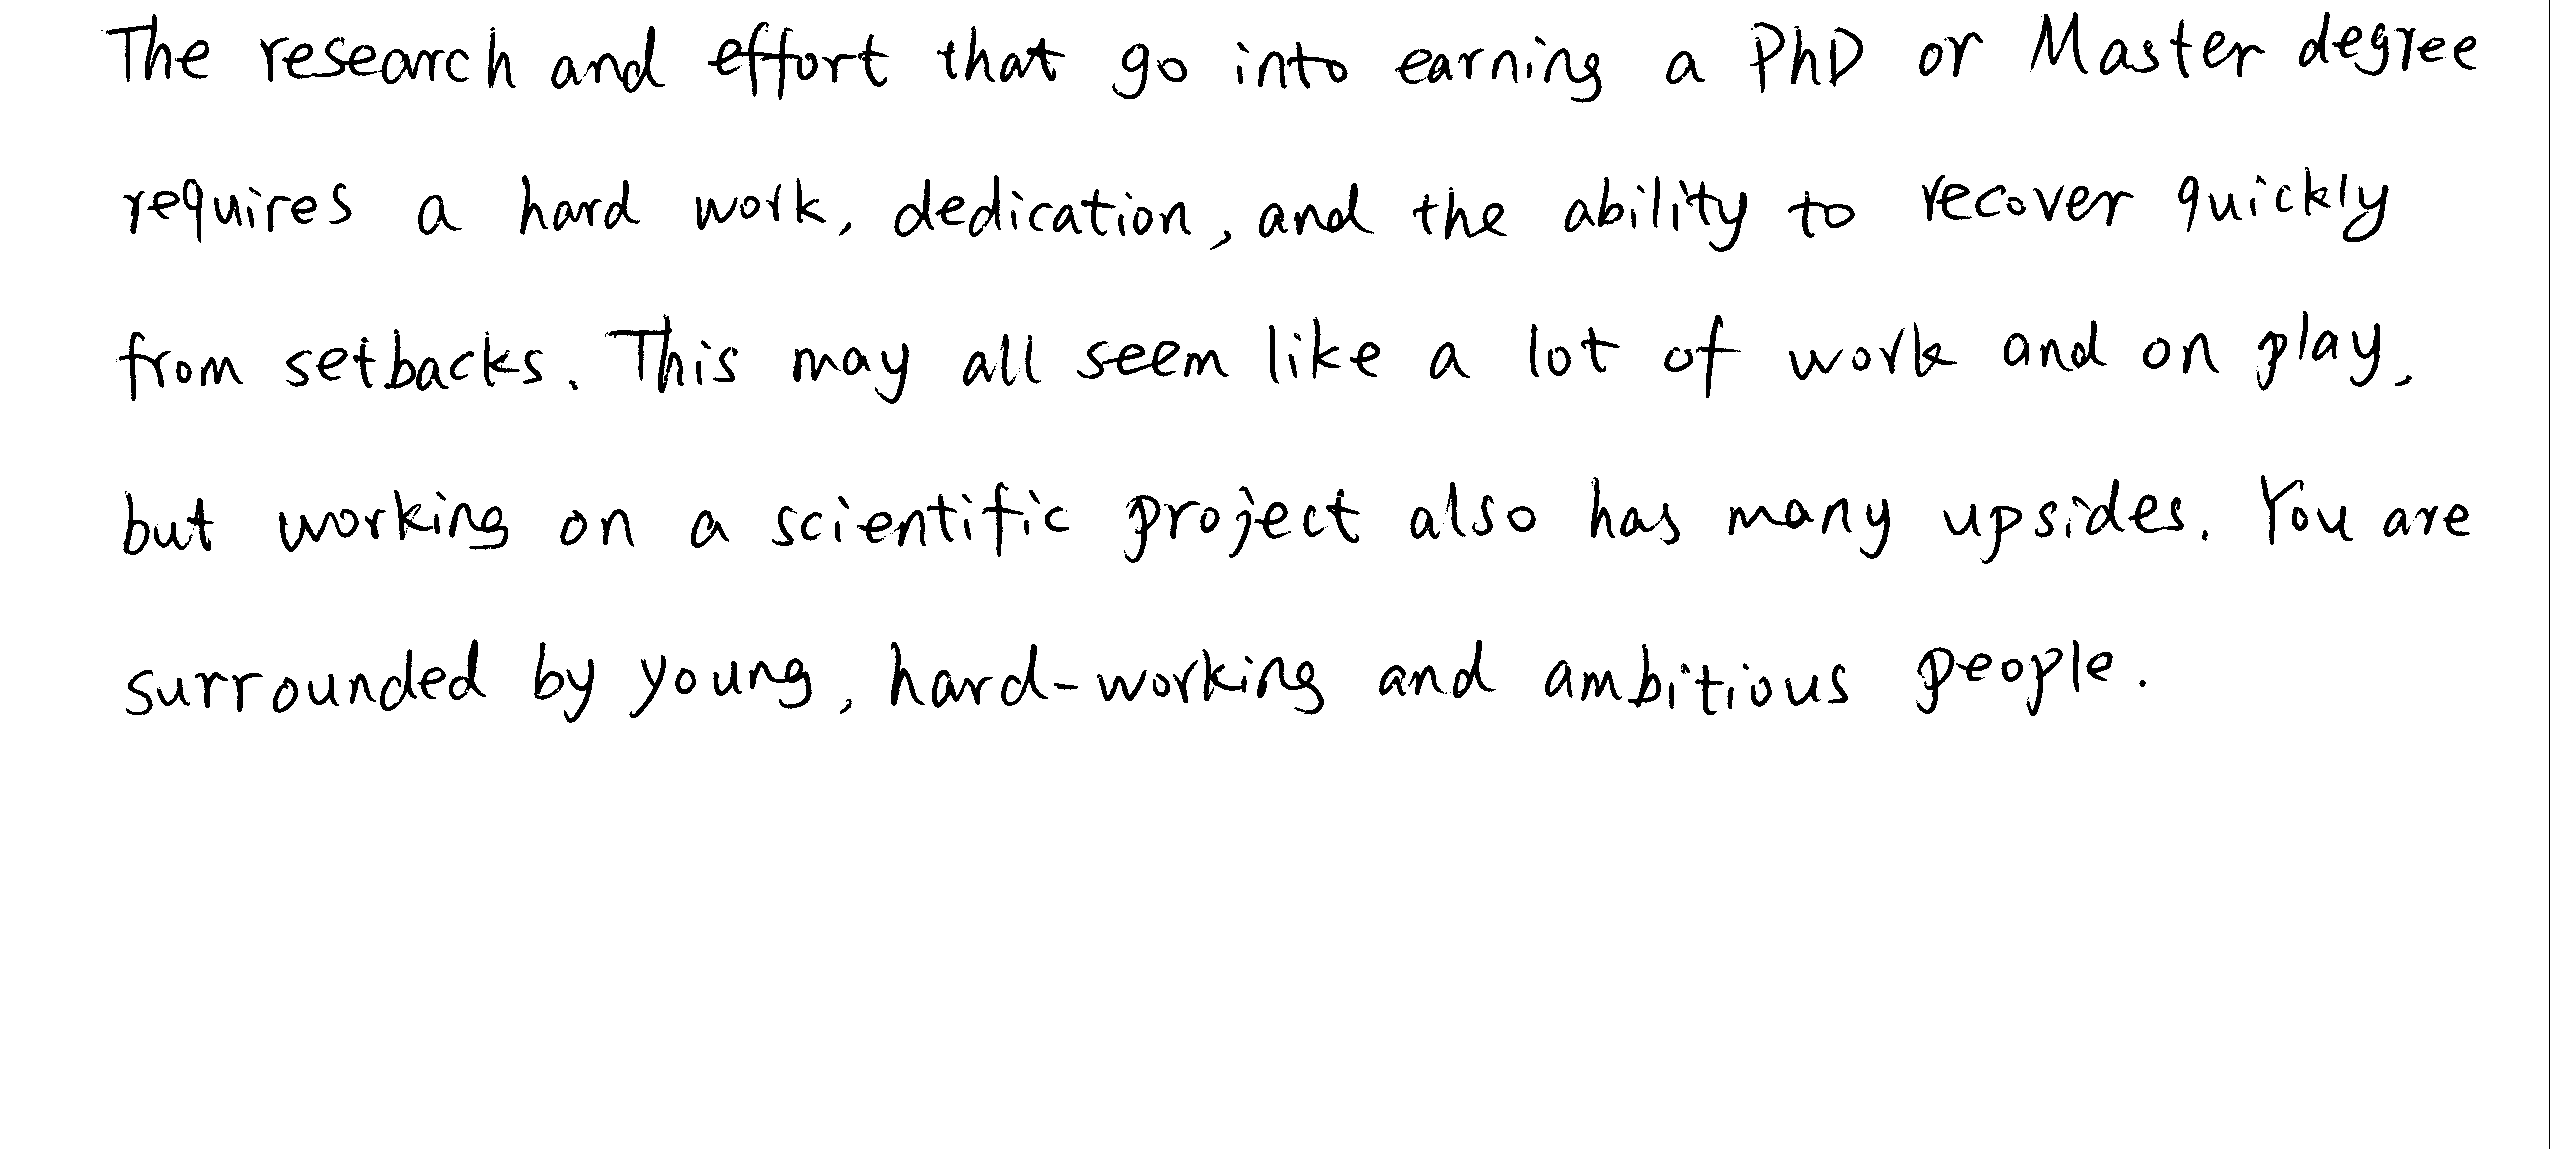 The research and effort that go into earning a PhD or Master degree
requires a hard work, dedication, and the ability to recover quickly
from setbacks. This may all seem like a lot of work and on play,
but working on a scientific project also has many upsides. You are
surrounded by young, hard-working and ambitious people.